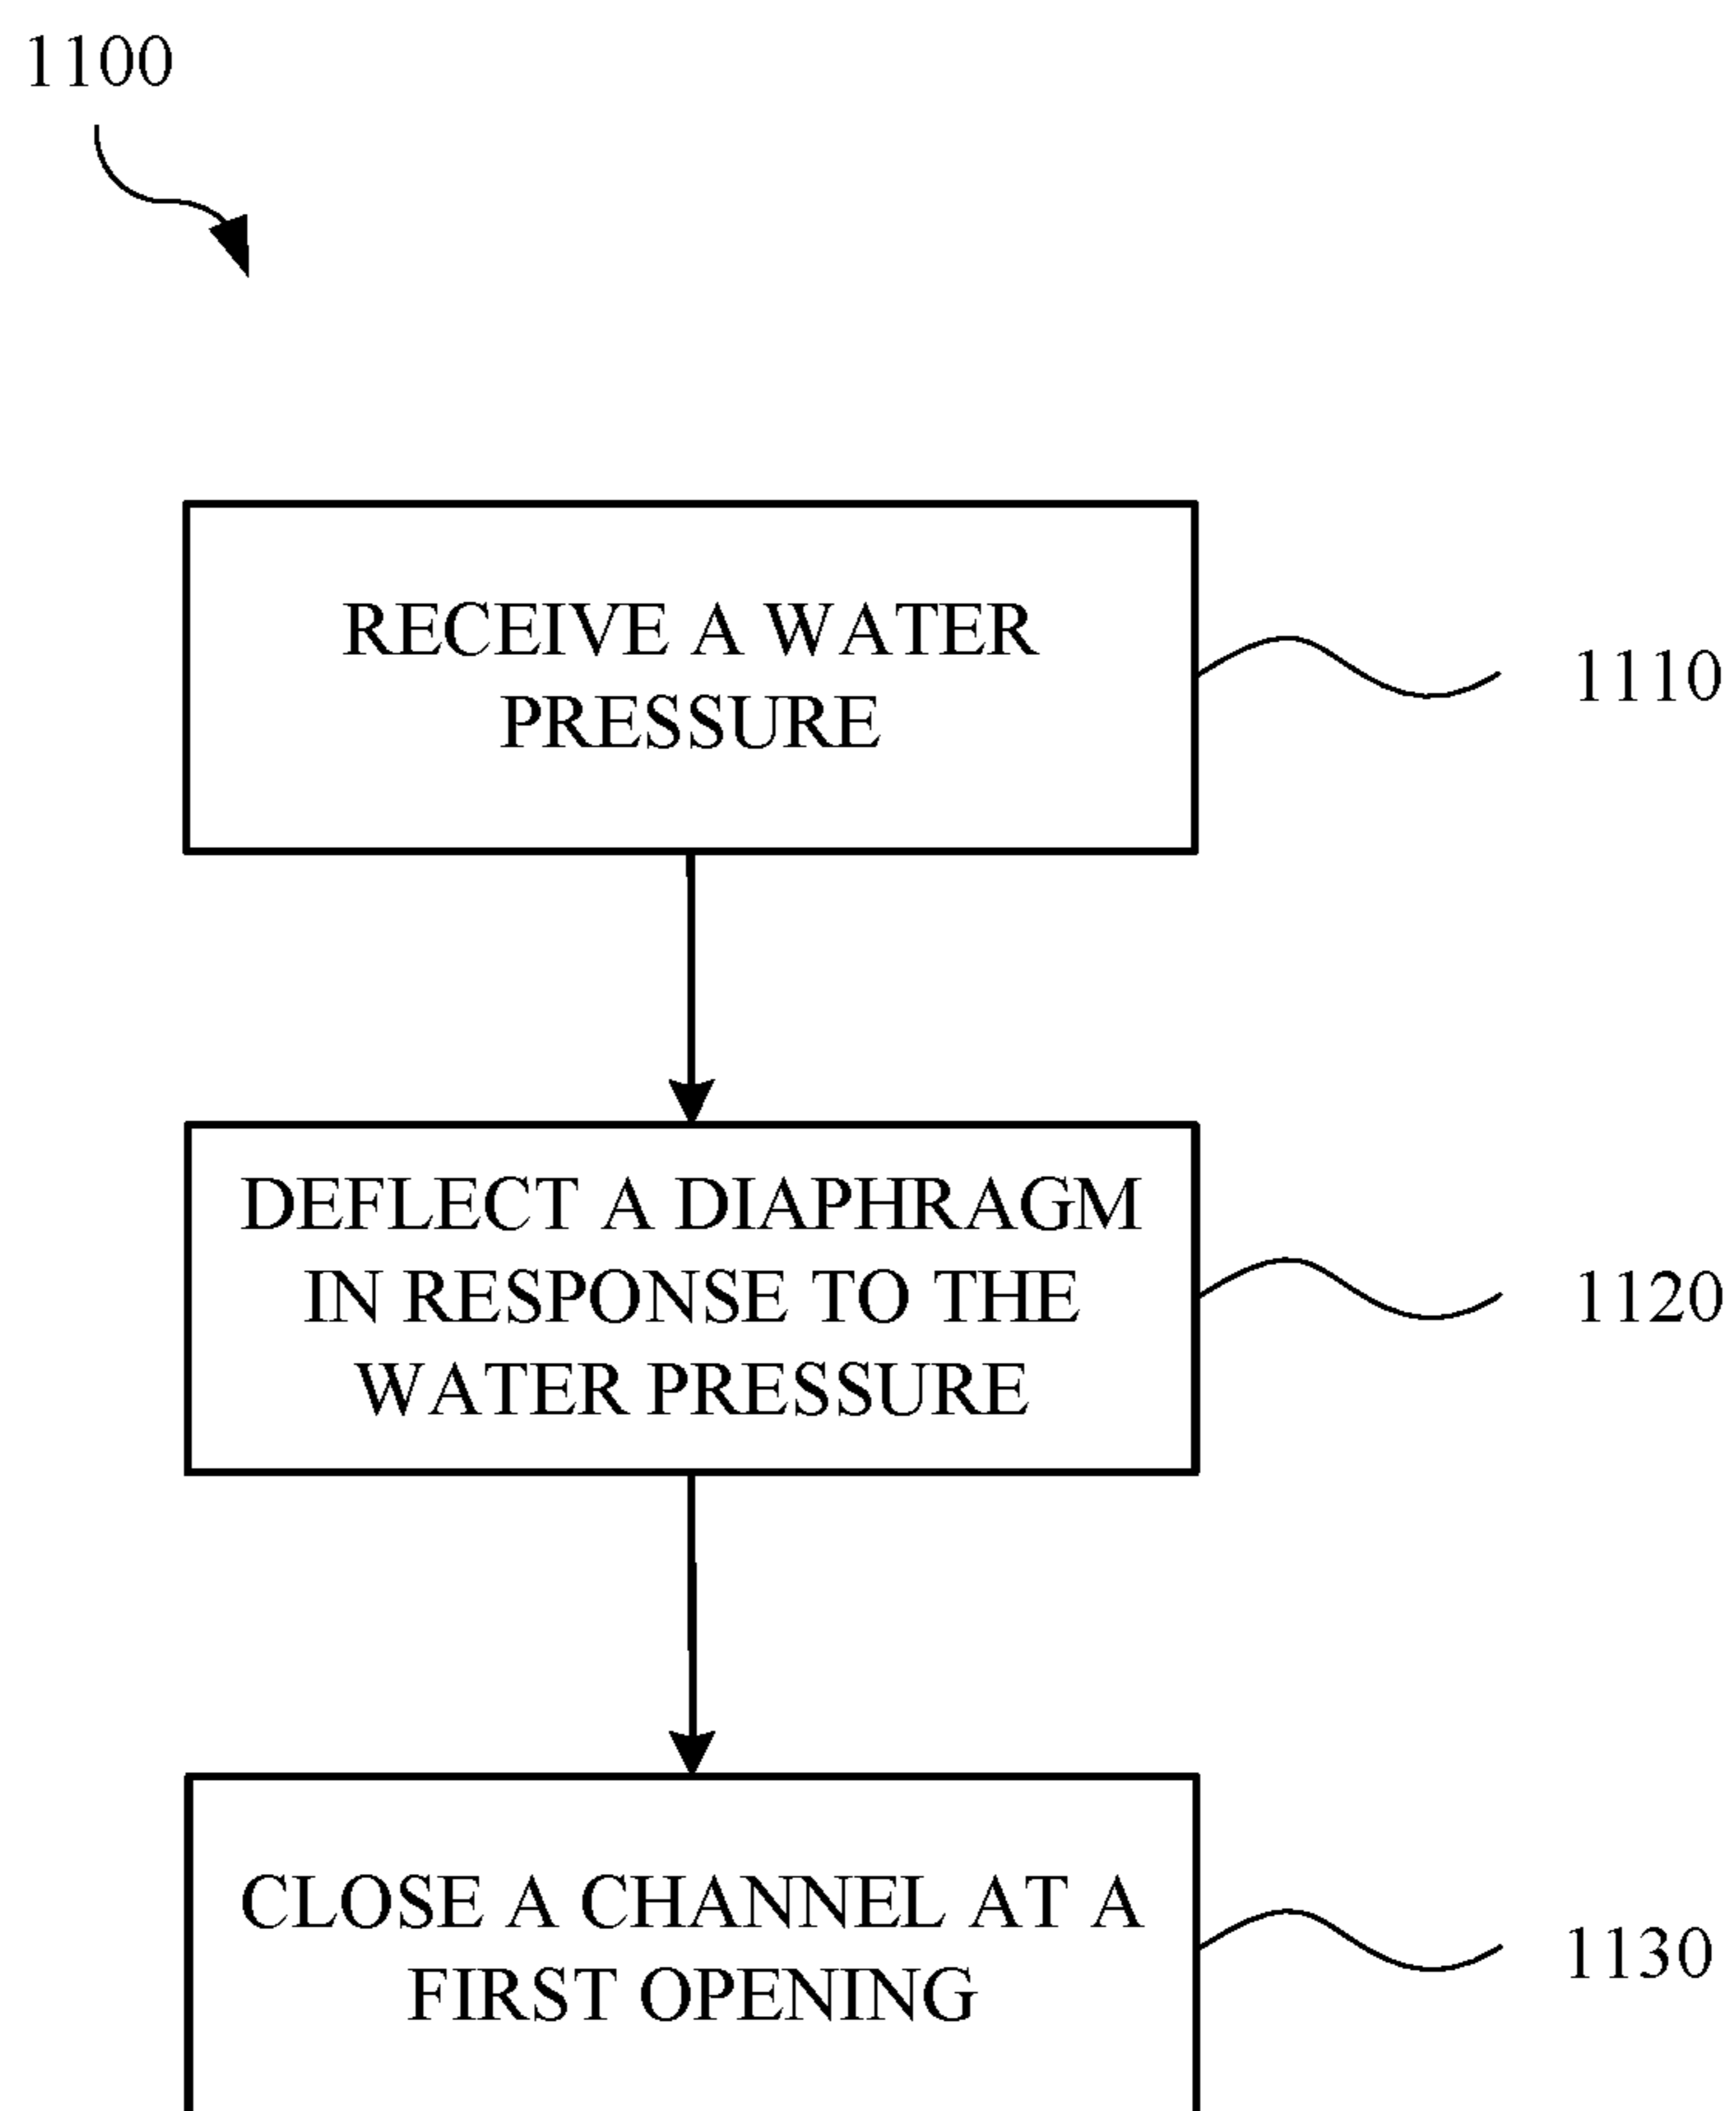 1100
RECEIVE A WATER
PRESSURE
1110
DEFLECT A DIAPHRAGM
IN RESPONSE TO THE
WATER PRESSURE
1120
CLOSE A CHANNEL AT A
FIRST OPENING
1130